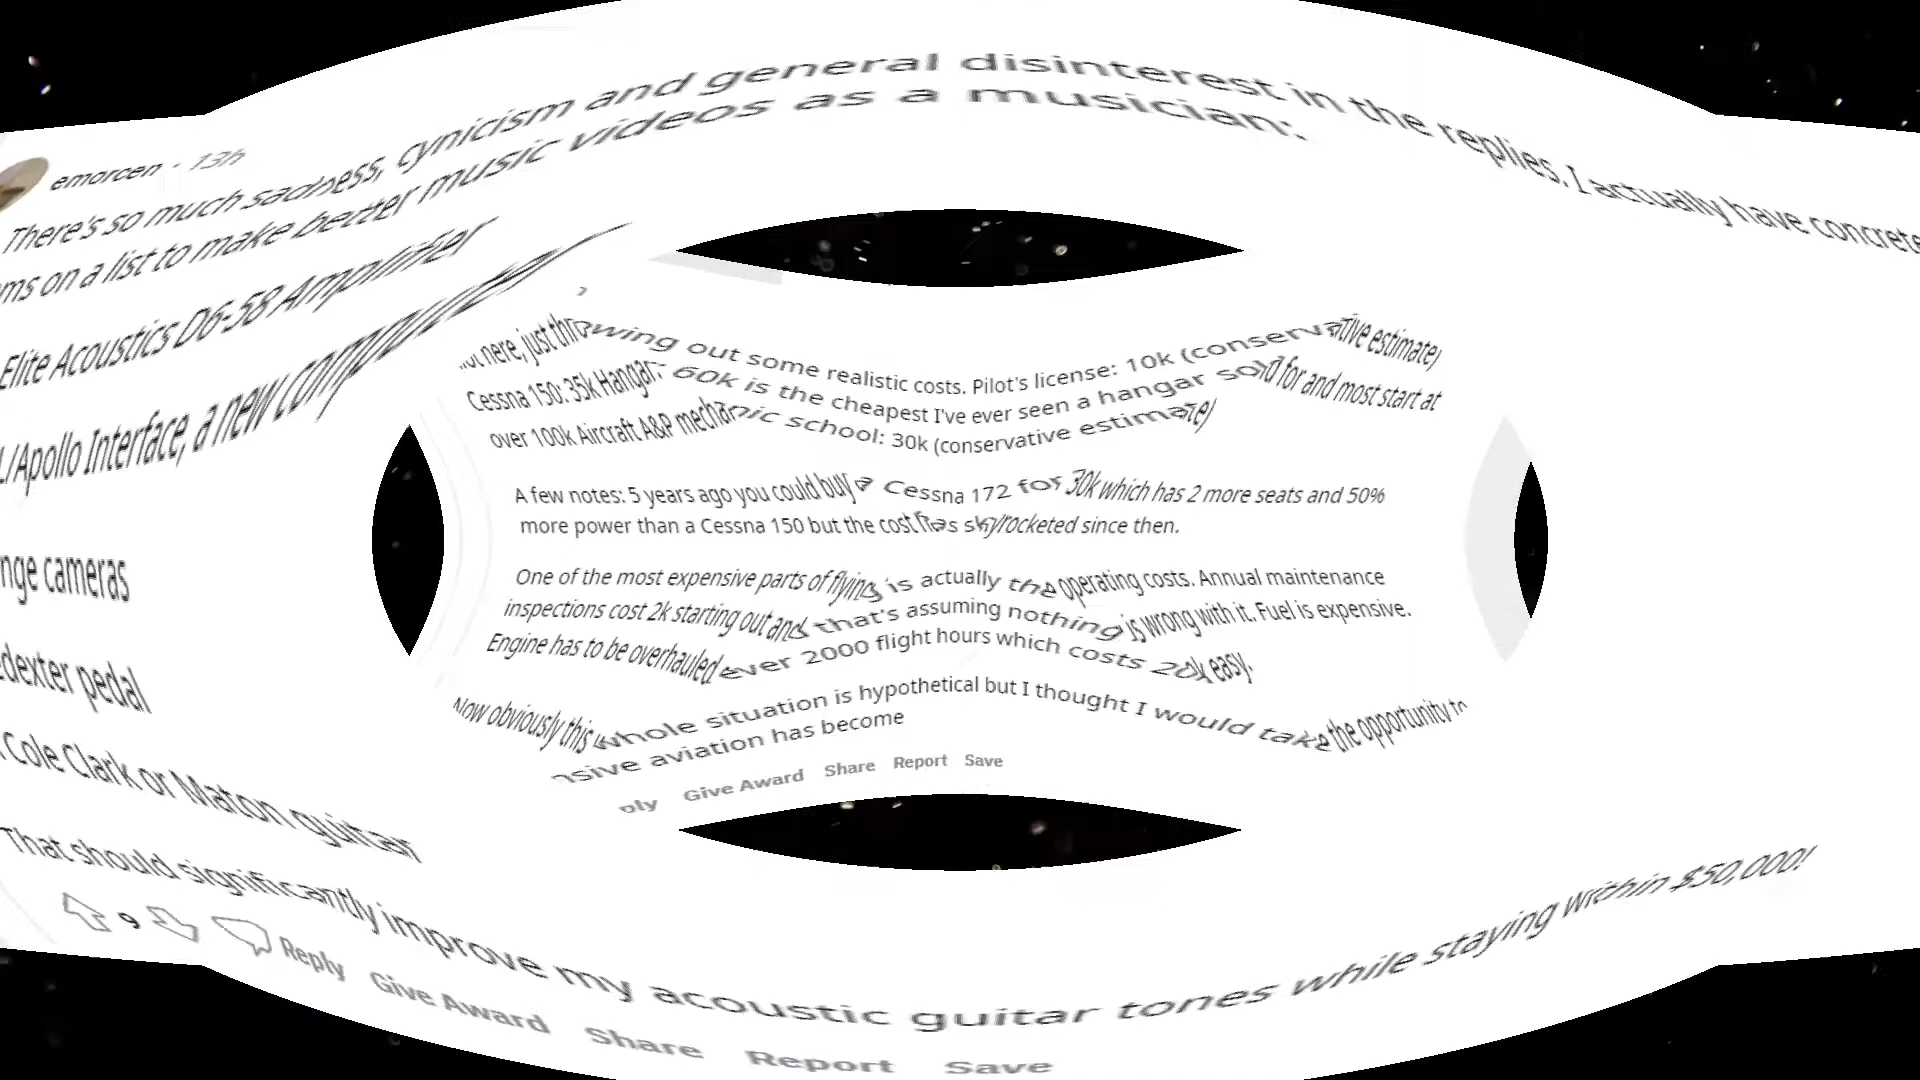 emorcen · 13h
There's so much sadness, cynicism and general disinterest in the replies. I actually have concrete
on a list to make better music videos as a musician:
Elite Acoustics D6-58 Amplifier
/Apollo Interface, a new computer
cameras
pedal
Cole Clark or Maton guitar
That should significantly improve my acoustic guitar tones while staying within $50,000!
9 Reply Give Award Share Report Save
here, just throwing out some realistic costs. Pilot's license: 10k (conservative estimate)
Cessna 150: 35k Hangar: 60k is the cheapest I've ever seen a hangar sold for and most start at
over 100k Aircraft A&P mechanic school: 30k (conservative estimate)
A few notes: 5 years ago you could buy a Cessna 172 for 30k which has 2 more seats and 50%
more power than a Cessna 150 but the cost has skyrocketed since then.
One of the most expensive parts of flying is actually the operating costs. Annual maintenance
inspections cost 2k starting out and that's assuming nothing is wrong with it. Fuel is expensive.
Engine has to be overhauled ever 2000 flight hours which costs 20k easy.
Now obviously this whole situation is hypothetical but I thought I would take the opportunity to
aviation has become
Give Award Share Report Save